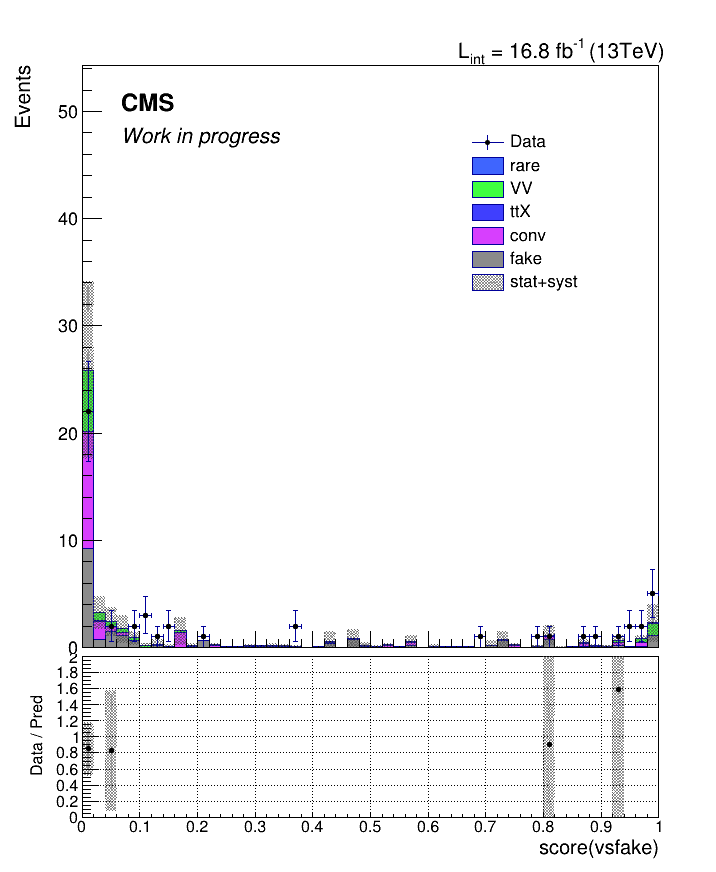 L_int = 16.8 fb^-1 (13TeV)
Events
CMS
Work in progress
Data
rare
VV
ttX
conv
fake
stat+syst
50
40
30
20
10
0
Data / Pred
2
1.8
1.6
1.4
1.2
1
0.8
0.6
0.4
0.2
0
0 0.1 0.2 0.3 0.4 0.5 0.6 0.7 0.8 0.9 1
score(vsfake)